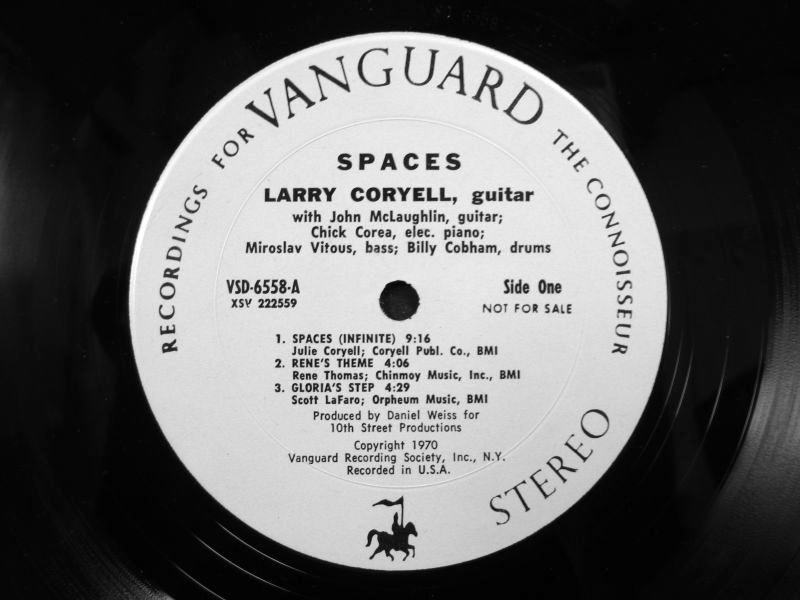 RECORDINGS FOR VANGUARD THE CONNOISSEUR
SPACES
LARRY CORYELL, guitar
with John McLaughlin, guitar;
Chick Corea, elec. piano;
Miroslav Vitous, bass; Billy Cobham, drums
VSD-6558-A
XSV 222559
Side One
NOT FOR SALE
1. SPACES (INFINITE) 9:16
Julie Coryell; Coryell Publ. Co., BMI
2. RENE'S THEME 4:06
Rene Thomas; Chinmoy Music, Inc., BMI
3. GLORIA'S STEP 4:29
Scott LaFaro; Orpheum Music, BMI
Produced by Daniel Weiss for
10th Street Productions
Copyright 1970
Vanguard Recording Society, Inc., N.Y.
Recorded in U.S.A.
STEREO